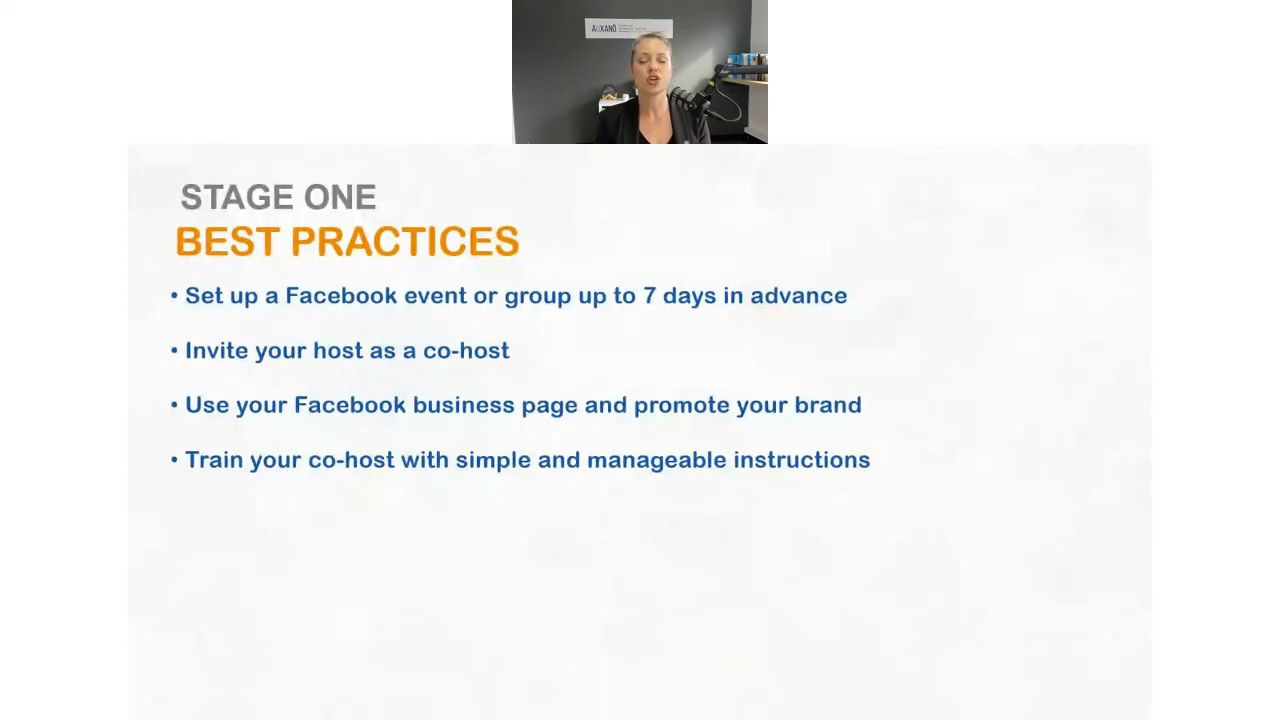 AUXANO
STAGE ONE
BEST PRACTICES
• Set up a Facebook event or group up to 7 days in advance
• Invite your host as a co-host
• Use your Facebook business page and promote your brand
• Train your co-host with simple and manageable instructions